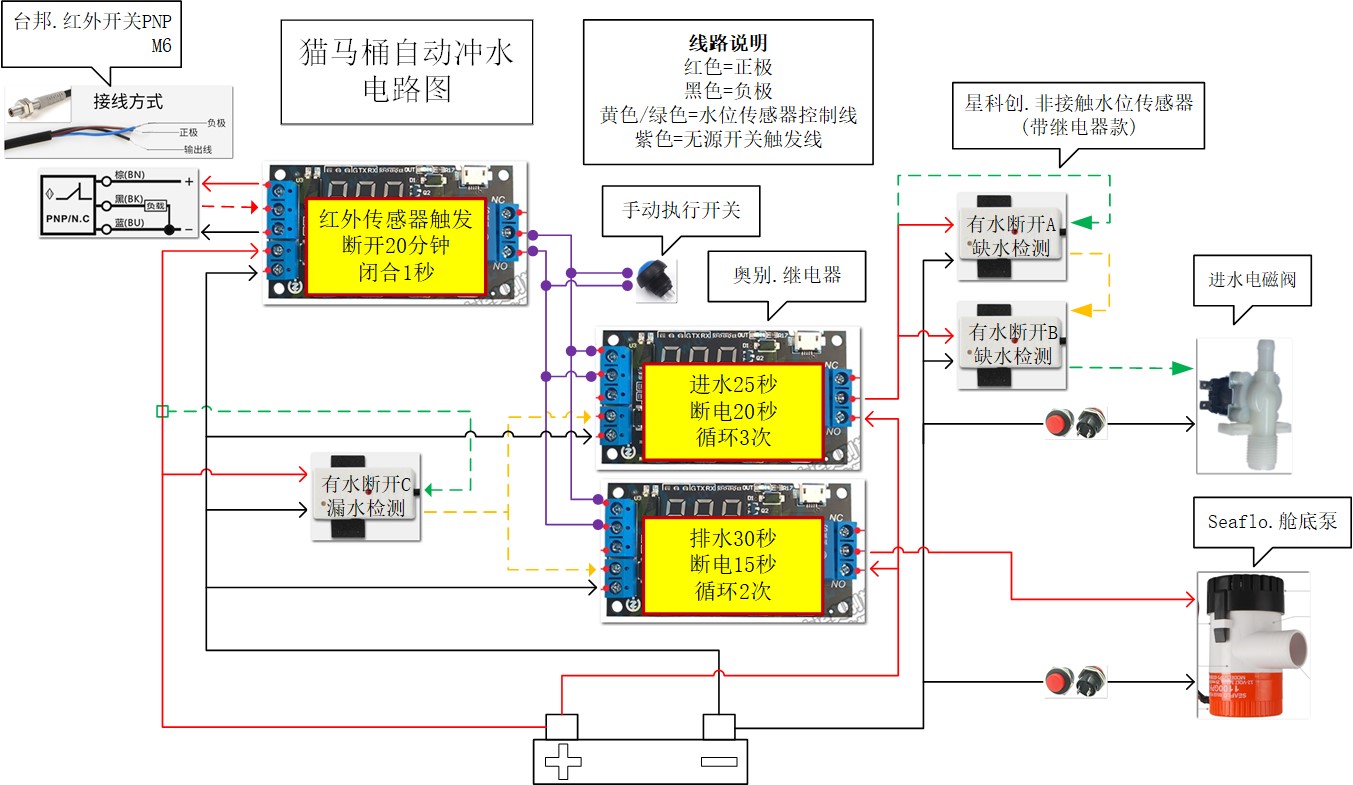 台邦.红外开关PNP
M6
猫马桶自动冲水
电路图
线路说明
红色=正极
黑色=负极
黄色/绿色=水位传感器控制线
紫色=无源开关触发线
星科创.非接触水位传感器
(带继电器款)
接线方式
负极
正极
输出线
棕(BN)
黑(BK)
负载
蓝(BU)
PNP/N.C
+
−
红外传感器触发
断开20分钟
闭合1秒
NC
NO
手动执行开关
奥别.继电器
有水断开A
缺水检测
进水电磁阀
有水断开B
缺水检测
进水25秒
断电20秒
循环3次
NC
NO
有水断开C
漏水检测
排水30秒
断电15秒
循环2次
NC
NO
Seaflo.舱底泵